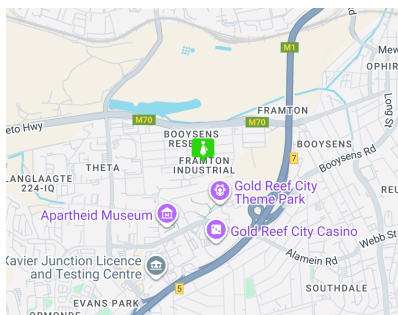 M1
Mew
OPHIR
FRAMTON
M70
M70
eto Hwy
BOOYSENS
RESE
Long St
BOOYSENS
FRAMTON
INDUSTRIAL
7
Booysens Rd
THETA
LANGLAAGTE
224-IQ
Gold Reef City
Theme Park
REU
Apartheid Museum
Gold Reef City Casino
Webb St
Xavier Junction Licence
and Testing Centre
Alamein Rd
5
SOUTHDALE
EVANS PARK
ORMONDE